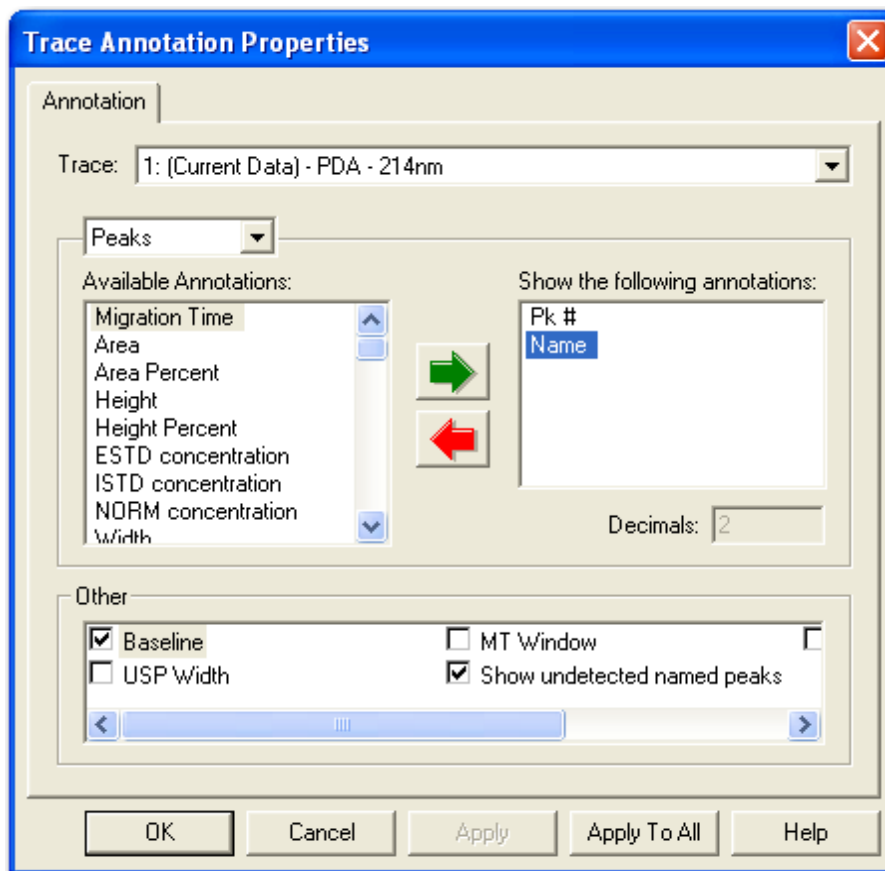 Trace Annotation Properties
Annotation
Trace: 1: (Current Data) - PDA - 214nm
Peaks
Available Annotations:
Migration Time
Area
Area Percent
Height
Height Percent
ESTD concentration
ISTD concentration
NORM concentration
Width
Show the following annotations:
Pk #
Name
Decimals: 2
Other
Baseline
MT Window
USP Width
Show undetected named peaks
OK
Cancel
Apply
Apply To All
Help